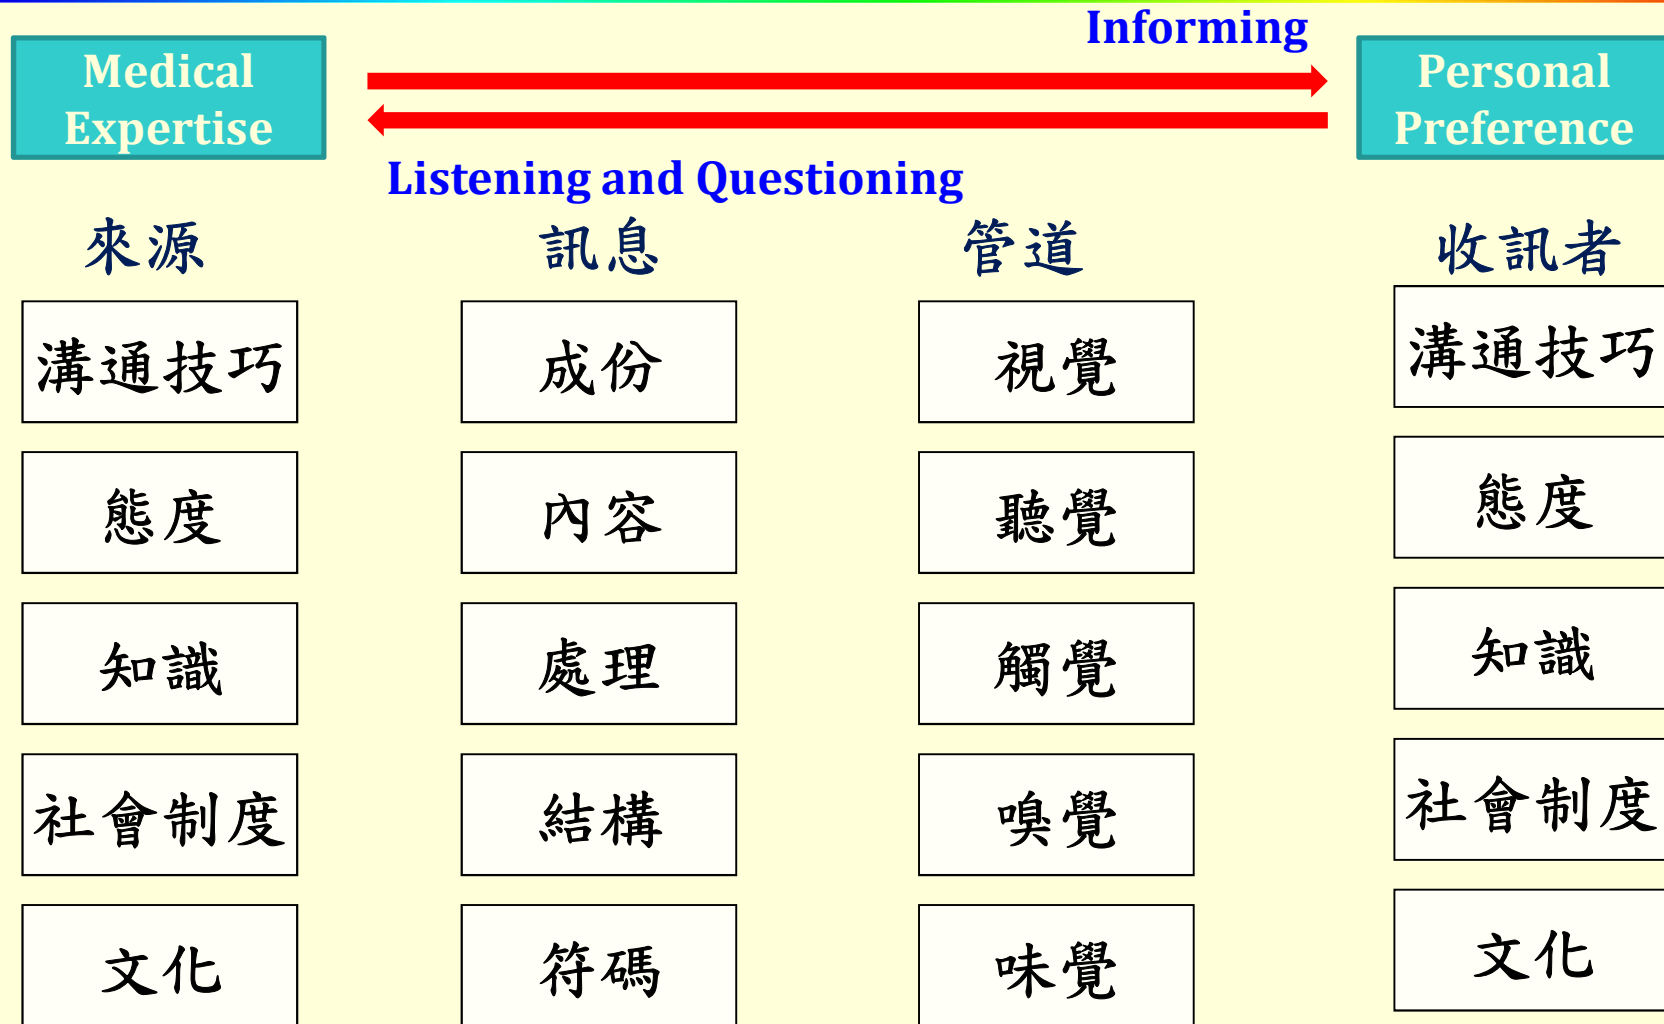 Informing
Medical
Expertise
Personal
Preference
Listening and Questioning
來源
訊息
管道
收訊者
溝通技巧
成份
視覺
溝通技巧
態度
內容
聽覺
態度
知識
處理
觸覺
知識
社會制度
結構
嗅覺
社會制度
文化
符碼
味覺
文化